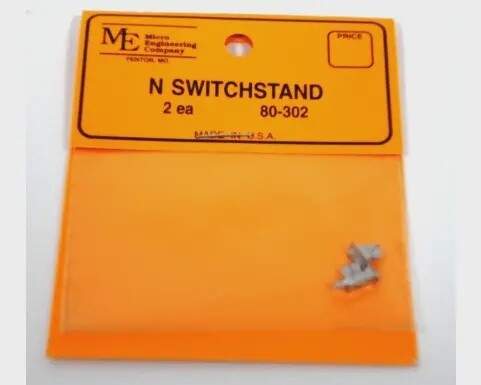 ME Micro
Engineering
Company
FENTON, MO.
PRICE
N SWITCHSTAND
2 ea 80-302
MADE IN U.S.A.